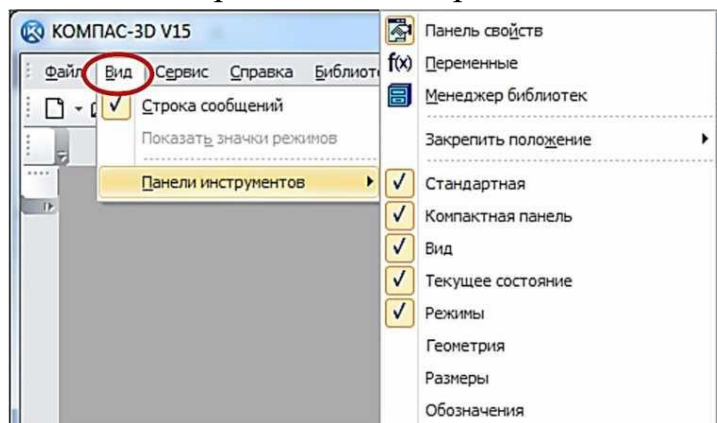 КОМПАС-3D V15
Файл Вид Сервис Справка Библиот
Строка сообщений
Показать значки режимов
Панели инструментов
Панель свойств
f(x) Переменные
Менеджер библиотек
Закрепить положение
Стандартная
Компактная панель
Вид
Текущее состояние
Режимы
Геометрия
Размеры
Обозначения